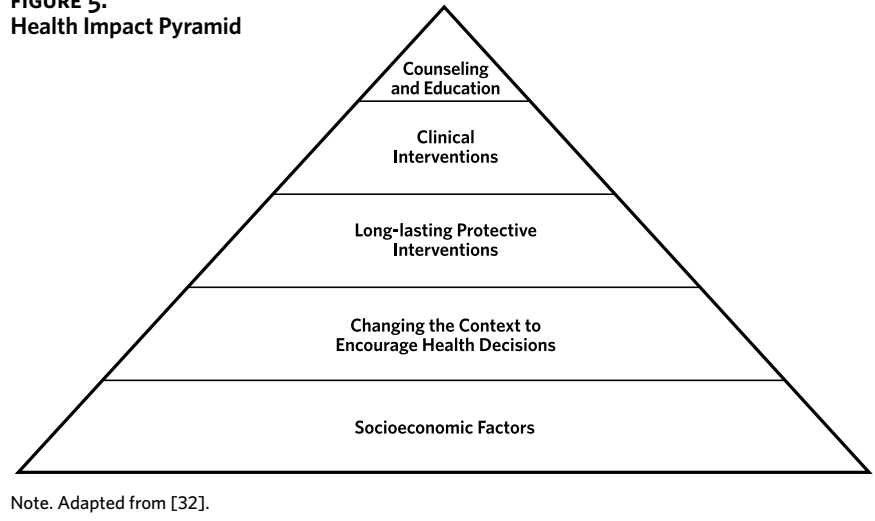 FIGURE 5.
Health Impact Pyramid
Counseling
and Education
Clinical
Interventions
Long-lasting Protective
Interventions
Changing the Context to
Encourage Health Decisions
Socioeconomic Factors
Note. Adapted from [32].